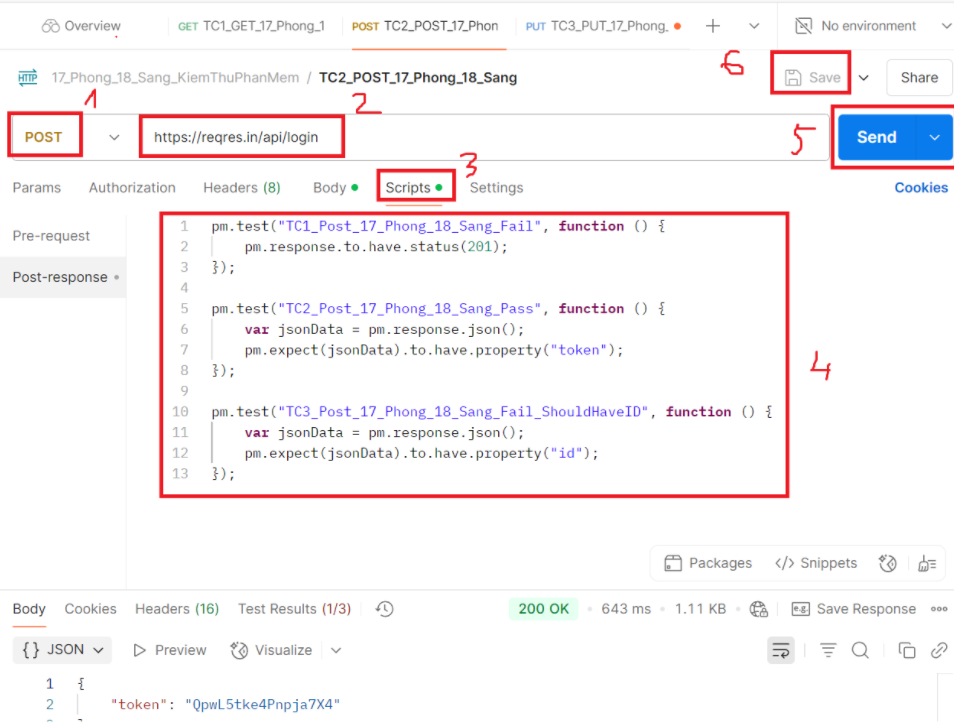 Overview GET TC1_GET_17_Phong_1 POST TC2_POST_17_Phon PUT TC3_PUT_17_Phong_ No environment
6
HTTP 17_Phong_18_Sang_KiemThuPhanMem / TC2_POST_17_Phong_18_Sang Save Share
1 2
POST https://reqres.in/api/login 5 Send
3
Params Authorization Headers (8) Body Scripts Settings Cookies
Pre-request
Post-response
1 pm.test("TC1_Post_17_Phong_18_Sang_Fail", function () {
2 pm.response.to.have.status(201);
3 });
4
5 pm.test("TC2_Post_17_Phong_18_Sang_Pass", function () {
6 var jsonData = pm.response.json();
7 pm.expect(jsonData).to.have.property("token");
8 });
9
10 pm.test("TC3_Post_17_Phong_18_Sang_Fail_ShouldHaveID", function () {
11 var jsonData = pm.response.json();
12 pm.expect(jsonData).to.have.property("id");
13 });
4
Packages </> Snippets
Body Cookies Headers (16) Test Results (1/3) 200 OK 643 ms 1.11 KB e.g. Save Response
{} JSON Preview Visualize
1 {
2 "token": "QpwL5tke4Pnpja7X4"